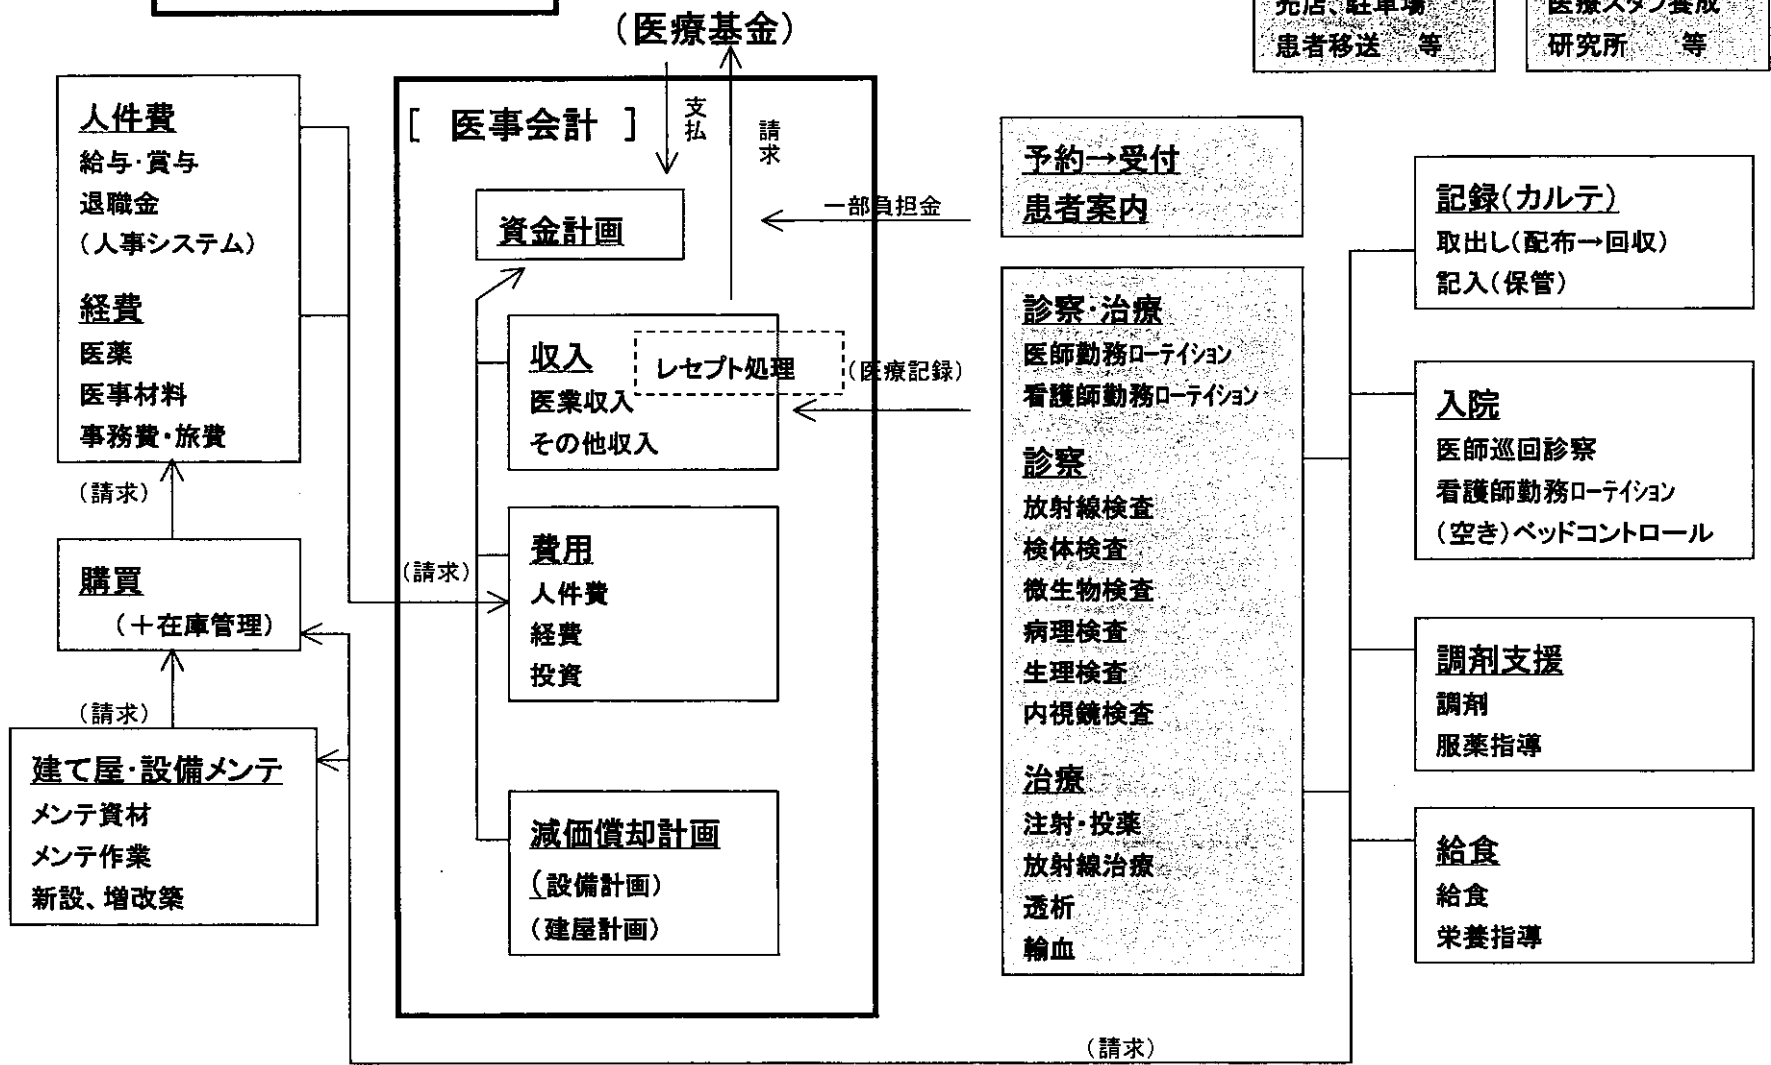 (医療基金)
売店、駐車場
患者移送 等
医療スタッフ養成
研究所 等
人件費
給与・賞与
退職金
(人事システム)
経費
医薬
医事材料
事務費・旅費
(請求)
購買
(＋在庫管理)
(請求)
建て屋・設備メンテ
メンテ資材
メンテ作業
新設、増改築
[ 医事会計 ]
支払
請求
資金計画
一部負担金
収入
レセプト処理
(医療記録)
医業収入
その他収入
(請求)
費用
人件費
経費
投資
減価償却計画
(設備計画)
(建屋計画)
予約→受付
患者案内
診察・治療
医師勤務ローテイション
看護師勤務ローテイション
診察
放射線検査
検体検査
微生物検査
病理検査
生理検査
内視鏡検査
治療
注射・投薬
放射線治療
透析
輸血
記録(カルテ)
取出し(配布→回収)
記入(保管)
入院
医師巡回診察
看護師勤務ローテイション
(空き)ベッドコントロール
調剤支援
調剤
服薬指導
給食
給食
栄養指導
(請求)